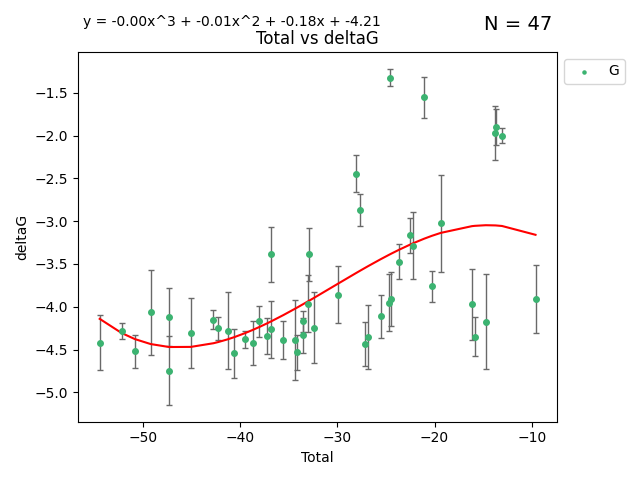 y = -0.00x^3 + -0.01x^2 + -0.18x + -4.21
N = 47
Total vs deltaG
G
−1.5
−2.0
−2.5
−3.0
−3.5
−4.0
−4.5
−5.0
deltaG
−50 −40 −30 −20 −10
Total